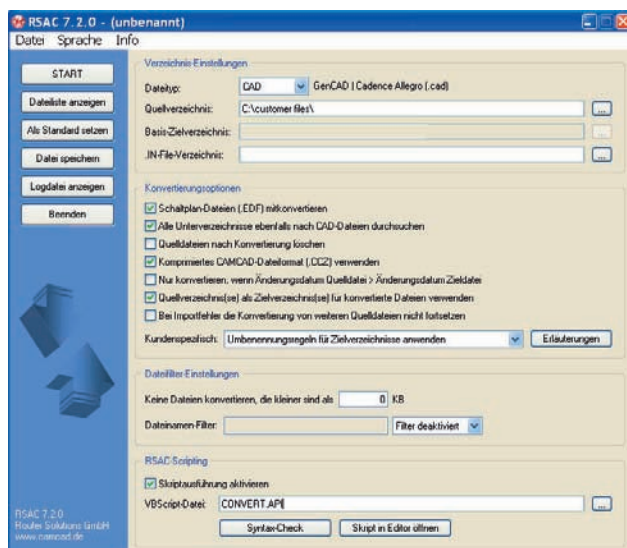 RSAC 7.2.0 - (unbenannt)
Datei Sprache Info
START
Dateiliste anzeigen
Als Standard setzen
Datei speichern
Logdatei anzeigen
Beenden
Verzeichnis-Einstellungen
Dateityp: CAD GenCAD | Cadence Allegro (.cad)
Quellverzeichnis: C:\customer files\ ...
Basis-Zielverzeichnis: ...
.IN-File-Verzeichnis: ...
Konvertierungsoptionen
Schaltplan-Dateien (.EDF) mitkonvertieren
Alle Unterverzeichnisse ebenfalls nach CAD-Dateien durchsuchen
Quelldateien nach Konvertierung löschen
Komprimiertes CAMCAD-Dateiformat (.CCZ) verwenden
Nur konvertieren, wenn Änderungsdatum Quelldatei > Änderungsdatum Zieldatei
Quellverzeichnis(se) als Zielverzeichnis(se) für konvertierte Dateien verwenden
Bei Importfehler die Konvertierung von weiteren Quelldateien nicht fortsetzen
Kundenspezifisch: Umbenennungsregeln für Zielverzeichnisse anwenden Erläuterungen
Dateifilter-Einstellungen
Keine Dateien konvertieren, die kleiner sind als 0 KB
Dateinamen-Filter: Filter deaktiviert
RSAC-Scripting
Skriptausführung aktivieren
VBScript-Datei: CONVERT.API ...
Syntax-Check Skript in Editor öffnen
RSAC 7.2.0
Router Solutions GmbH
www.camcad.de